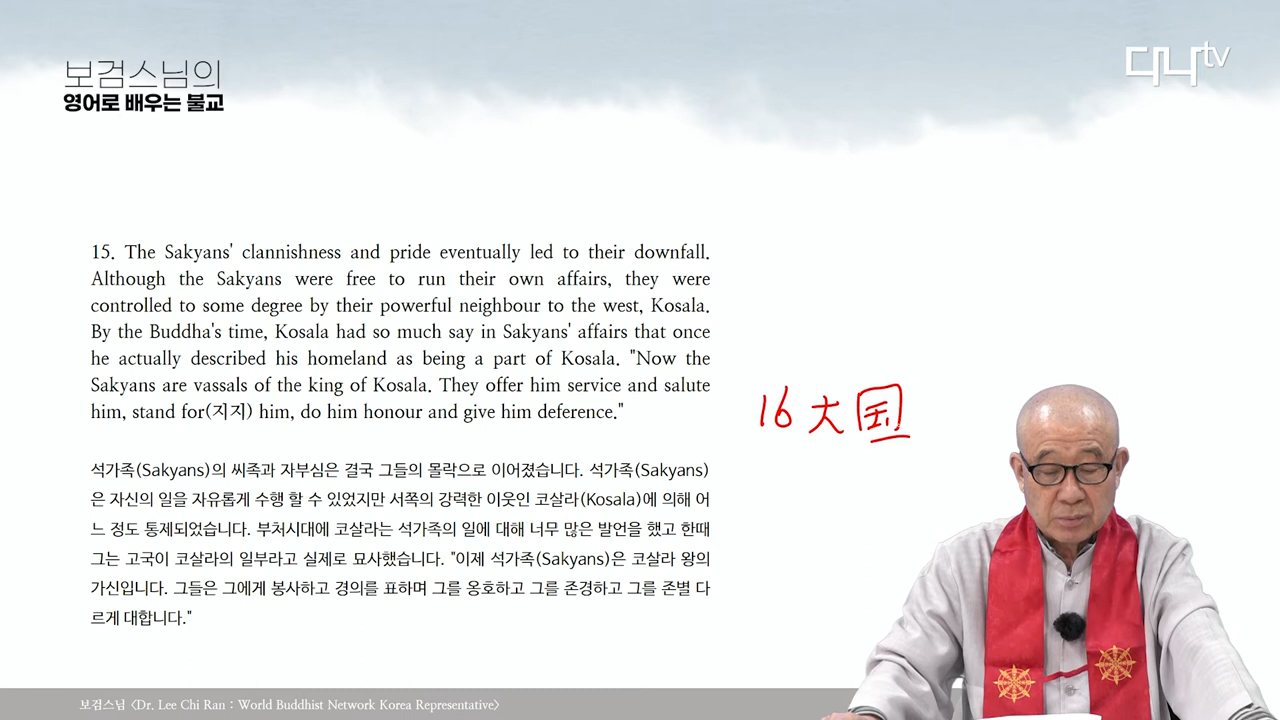 보검스님의
영어로 배우는 불교
디나tv
15. The Sakyans' clannishness and pride eventually led to their downfall.
Although the Sakyans were free to run their own affairs, they were
controlled to some degree by their powerful neighbour to the west, Kosala.
By the Buddha's time, Kosala had so much say in Sakyans' affairs that once
he actually described his homeland as being a part of Kosala. "Now the
Sakyans are vassals of the king of Kosala. They offer him service and salute
him, stand for(지지) him, do him honour and give him deference."
16大国
석가족(Sakyans)의 씨족과 자부심은 결국 그들의 몰락으로 이어졌습니다. 석가족(Sakyans)
은 자신의 일을 자유롭게 수행 할 수 있었지만 서쪽의 강력한 이웃인 코살라(Kosala)에 의해 어
느 정도 통제되었습니다. 부처시대에 코살라는 석가족의 일에 대해 너무 많은 발언을 했고 한때
그는 고국이 코살라의 일부라고 실제로 묘사했습니다. "이제 석가족(Sakyans)은 코살라 왕의
가신입니다. 그들은 그에게 봉사하고 경의를 표하며 그를 옹호하고 그를 존경하고 그를 존별 다
르게 대합니다."
보검스님 〈Dr. Lee Chi Ran : World Buddhist Network Korea Representative〉